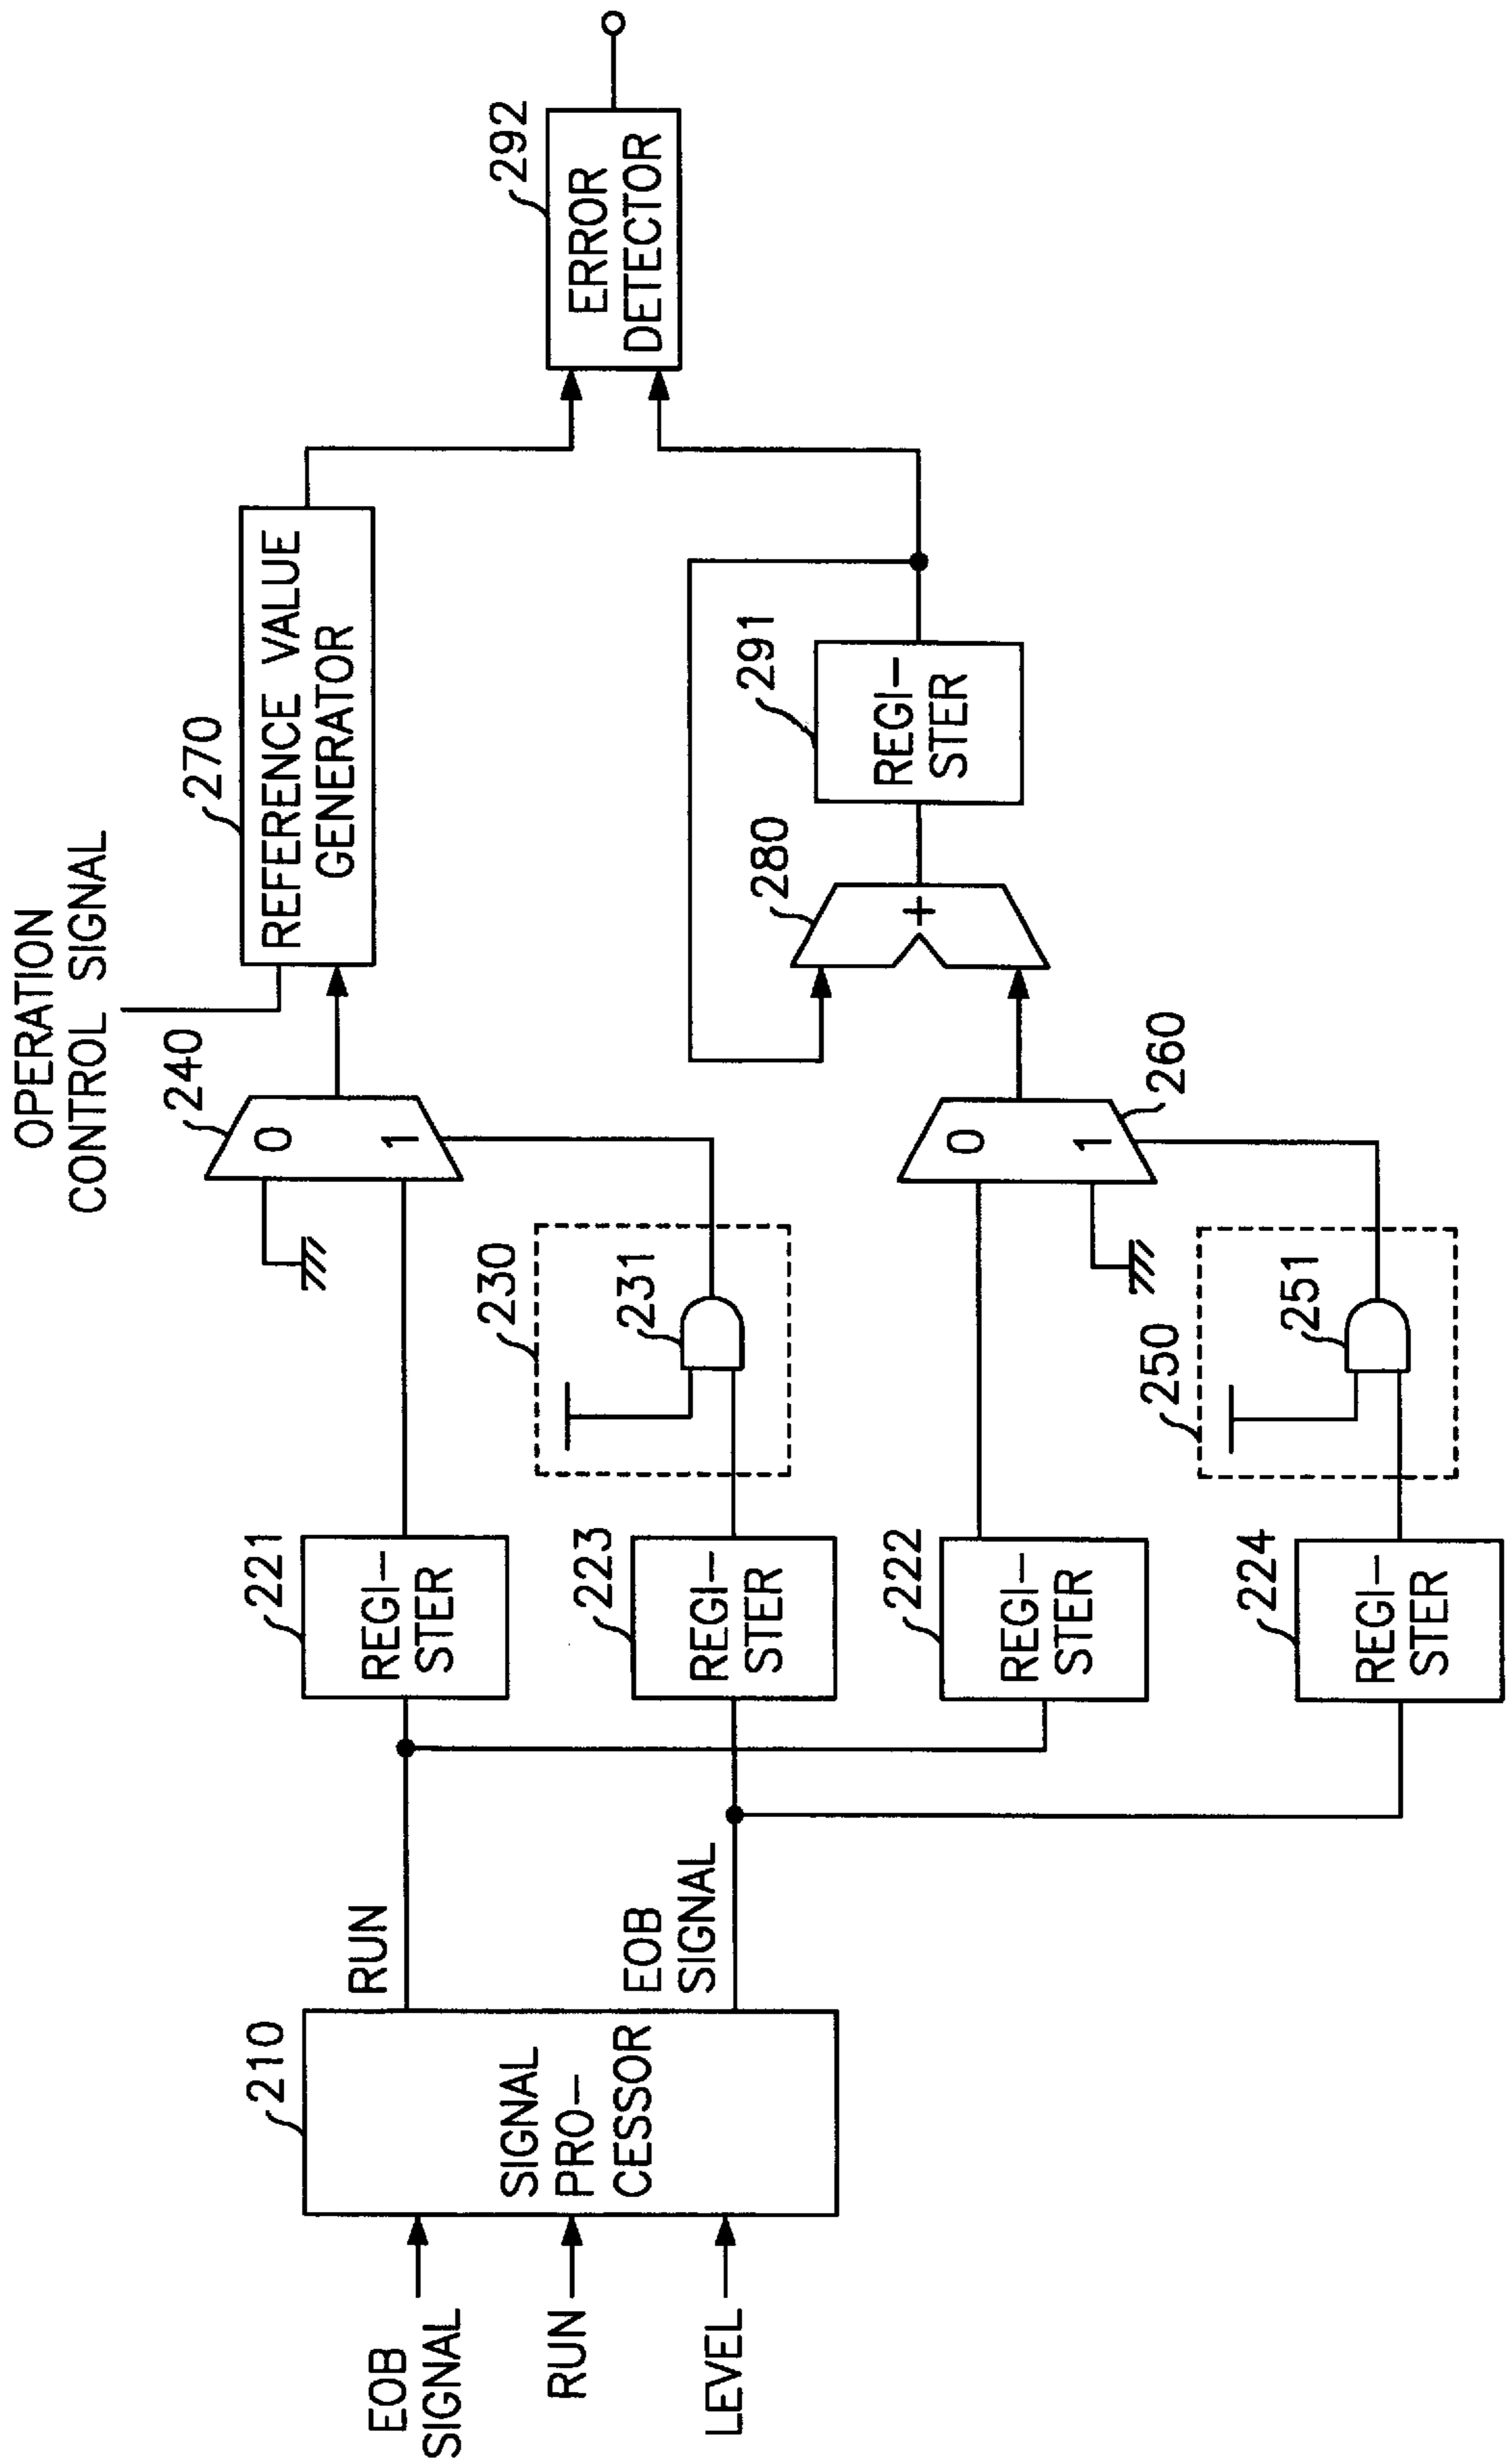 EOB
SIGNAL
RUN
LEVEL
210
SIGNAL
PRO-
CESSOR
RUN
EOB
SIGNAL
221
REGI-
STER
223
REGI-
STER
222
REGI-
STER
224
REGI-
STER
230
231
250
251
OPERATION
CONTROL SIGNAL
240
0
1
260
0
1
270
REFERENCE VALUE
GENERATOR
280
+
291
REGI-
STER
292
ERROR
DETECTOR